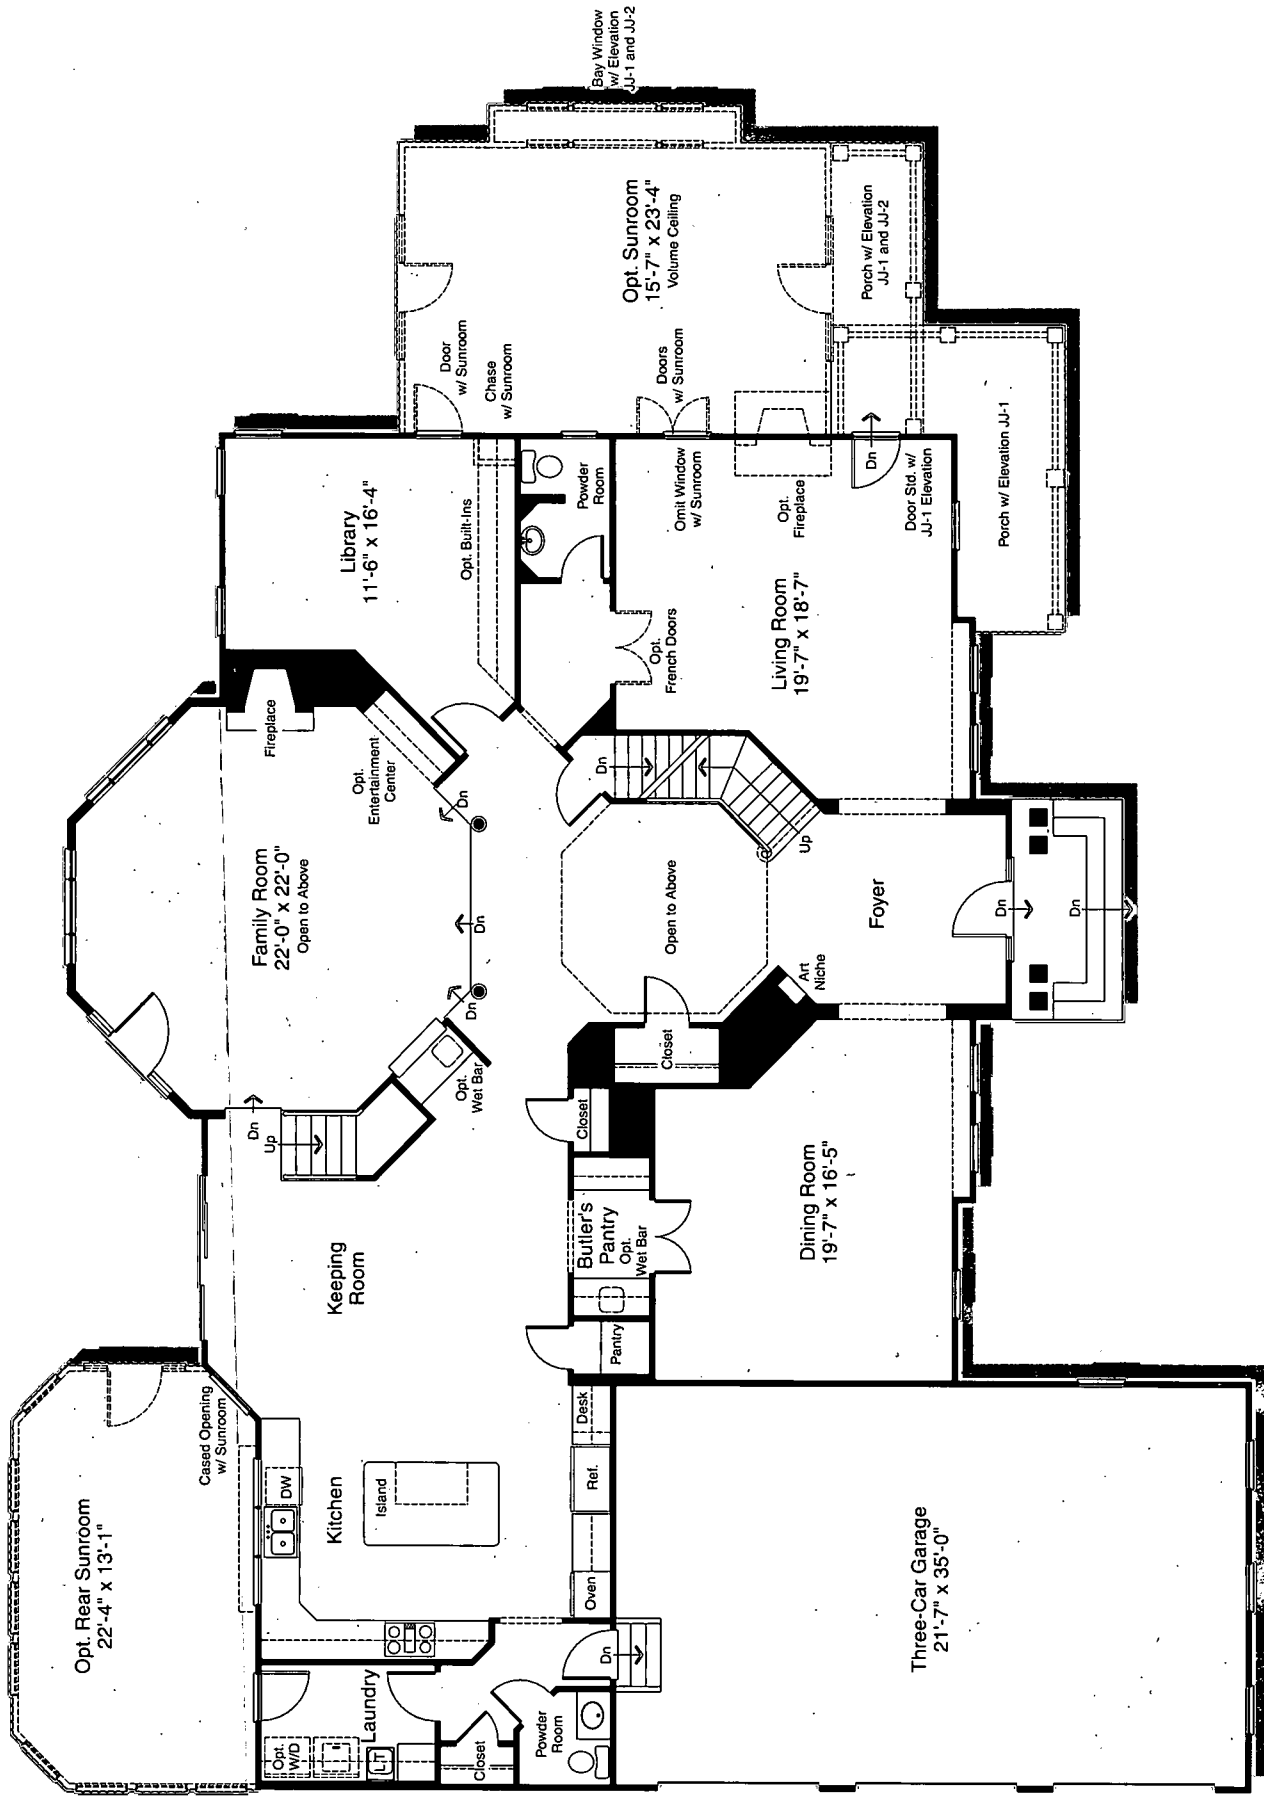 Bay Window
w/ Elevation
JJ-1 and JJ-2
Opt. Sunroom
15'-7" x 23'-4"
Volume Ceiling
Porch w/ Elevation
JJ-1 and JJ-2
Door
w/ Sunroom
Chase
w/ Sunroom
Doors
w/ Sunroom
Porch w/ Elevation JJ-1
Library
11'-6" x 16'-4"
Opt. Built-Ins
Powder
Room
Omit Window
w/ Sunroom
Opt.
Fireplace
Dn
Door Std. w/
JJ-1 Elevation
Living Room
19'-7" x 18'-7"
Opt.
French Doors
Fireplace
Opt.
Entertainment
Center
Dn
Dn
Up
Family Room
22'-0" x 22'-0"
Open to Above
Dn
Dn
Open to Above
Foyer
Dn
Dn
Art
Niche
Closet
Opt.
Wet Bar
Closet
Dn
Up
Butler's
Pantry
Opt.
Wet Bar
Dining Room
19'-7" x 16'-5"
Keeping
Room
Pantry
Cased Opening
w/ Sunroom
Desk
DW
Island
Ref.
Kitchen
Oven
Opt. Rear Sunroom
22'-4" x 13'-1"
Three-Car Garage
21'-7" x 35'-0"
Dn
Laundry
Opt.
W/D
LT
Closet
Powder
Room